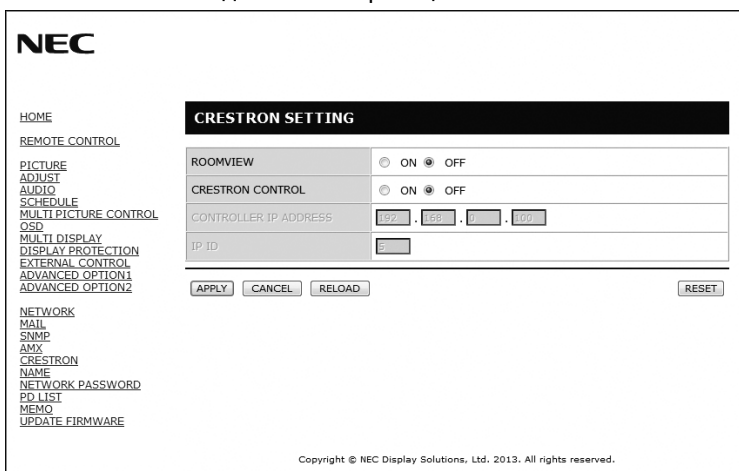 NEC
HOME
REMOTE CONTROL
PICTURE
ADJUST
AUDIO
SCHEDULE
MULTI PICTURE CONTROL
OSD
MULTI DISPLAY
DISPLAY PROTECTION
EXTERNAL CONTROL
ADVANCED OPTION1
ADVANCED OPTION2
NETWORK
MAIL
SNMP
AMX
CRESTRON
NAME
NETWORK PASSWORD
PD LIST
MEMO
UPDATE FIRMWARE
CRESTRON SETTING
ROOMVIEW ON OFF
CRESTRON CONTROL ON OFF
CONTROLLER IP ADDRESS 192 . 168 . 0 . 100
IP ID 5
APPLY CANCEL RELOAD RESET
Copyright © NEC Display Solutions, Ltd. 2013. All rights reserved.